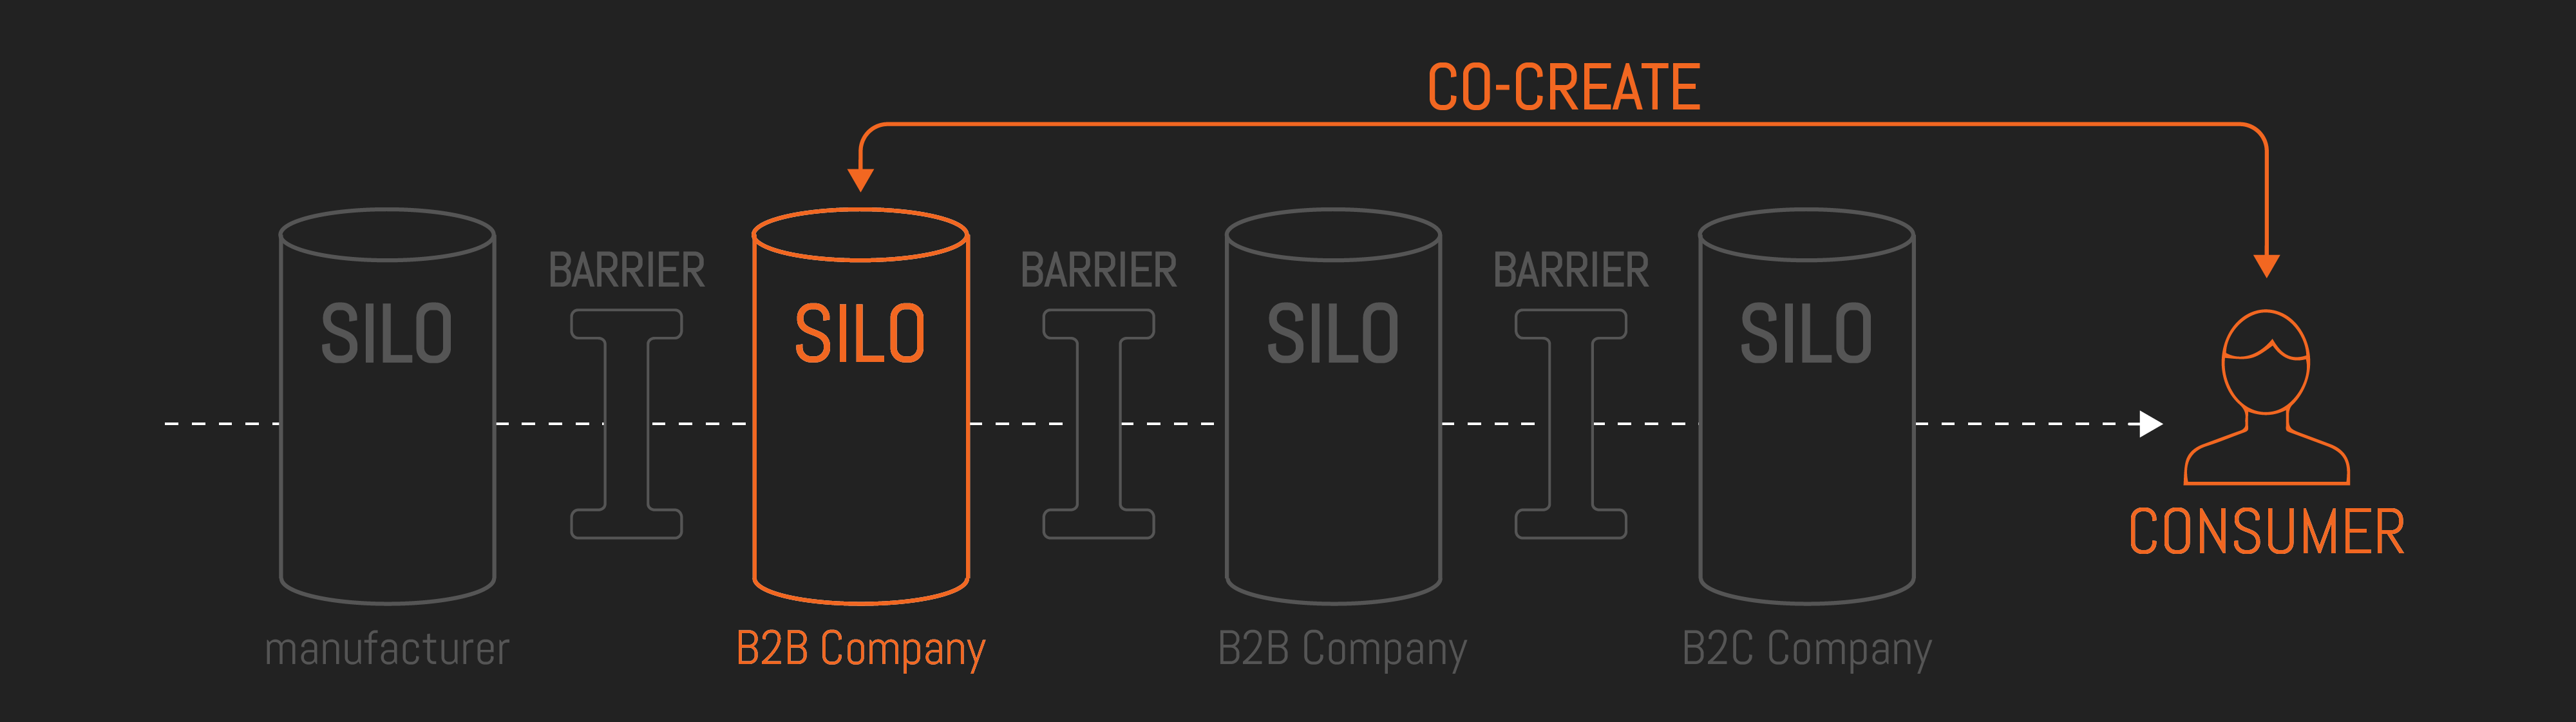 CO-CREATE
BARRIER
BARRIER
BARRIER
SILO
SILO
SILO
SILO
CONSUMER
manufacturer
B2B Company
B2B Company
B2C Company